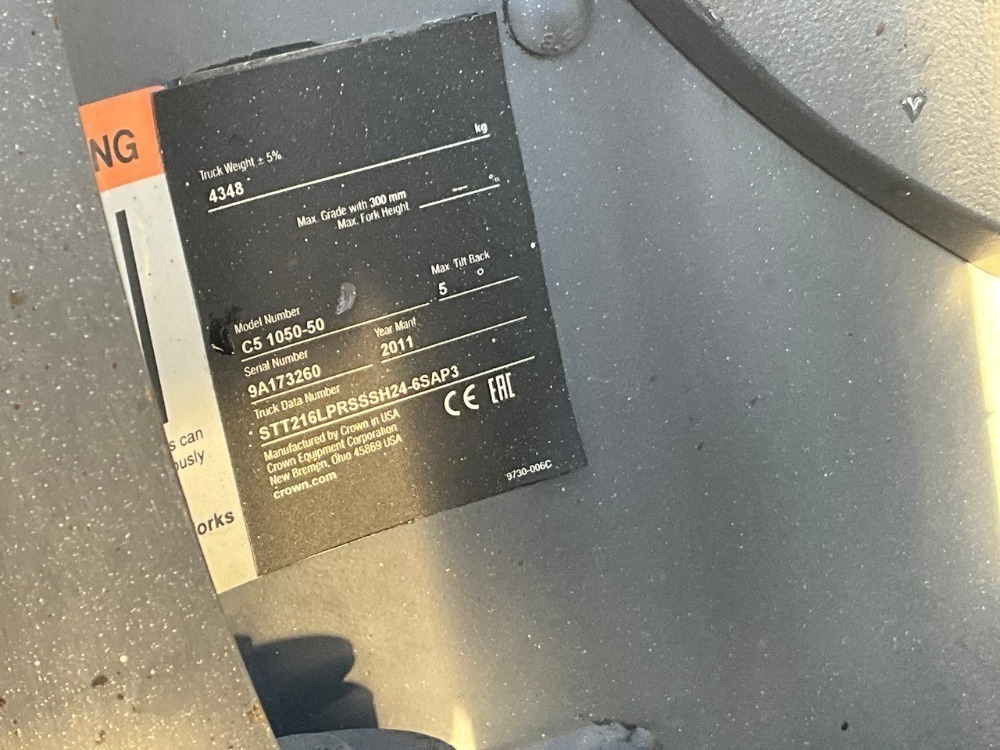 NG
Truck Weight ± 5%
4348
kg
Max. Grade with 300 mm
Max. Fork Height
-- %
Model Number
C5 1050-50
Max. Tilt Back
5 °
Serial Number
9A173260
Year Manf
2011
Truck Data Number
STT216LPRSSSH24-6SAP3
Manufactured by Crown in USA
Crown Equipment Corporation
New Bremen, Ohio 45869 USA
crown.com
CE EAC
9730-006C
s can
ously
orks